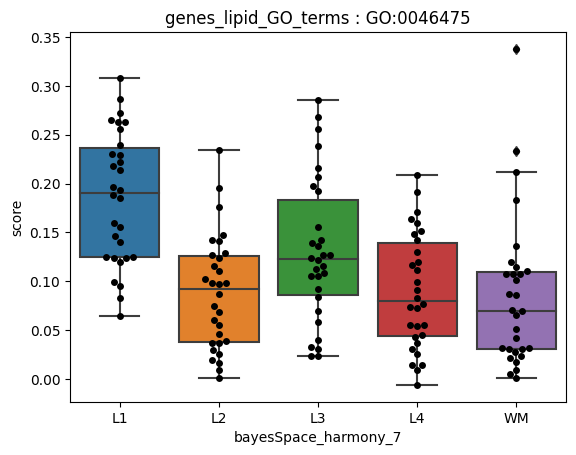 genes_lipid_GO_terms : GO:0046475
0.35
0.30
0.25
0.20
0.15
0.10
0.05
0.00
score
L1 L2 L3 L4 WM
bayesSpace_harmony_7